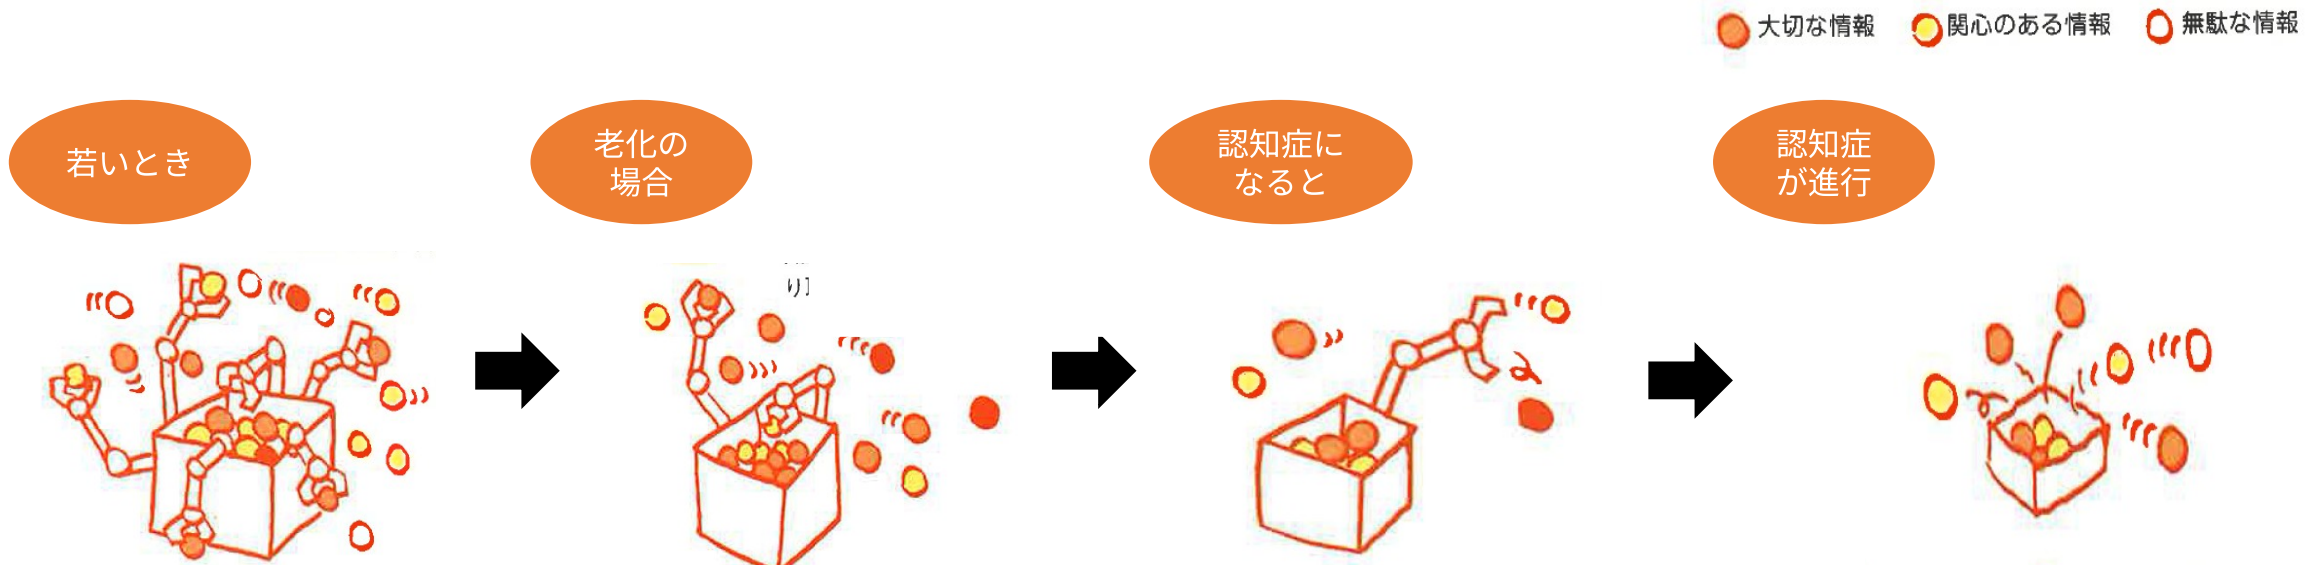 大切な情報 関心のある情報 無駄な情報
若いとき
老化の
場合
認知症に
なると
認知症
が進行
り